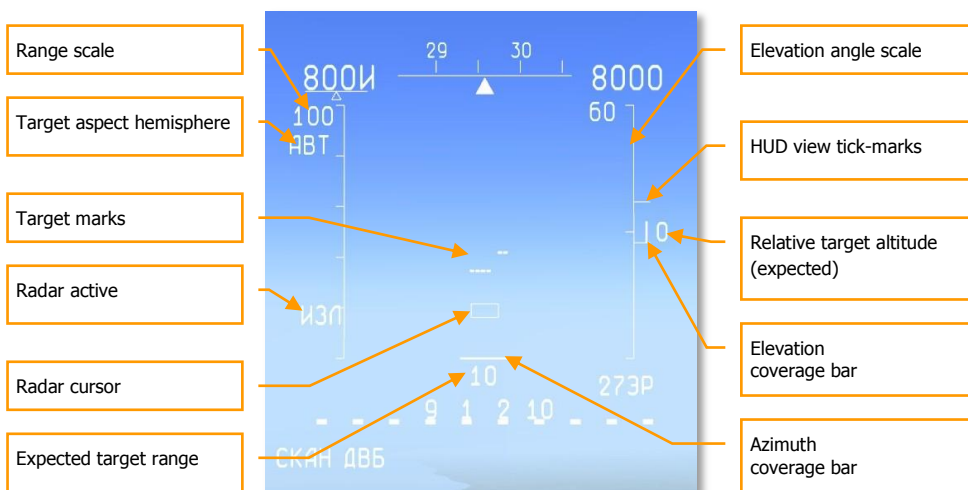 Range scale
Target aspect hemisphere
Target marks
Radar active
Radar cursor
Expected target range
29 30
800И 8000
100 60
АВТ
10
ИЗЛ
10 27ЭР
9 1 2 10
СКАН ДВБ
Elevation angle scale
HUD view tick-marks
Relative target altitude
(expected)
Elevation
coverage bar
Azimuth
coverage bar